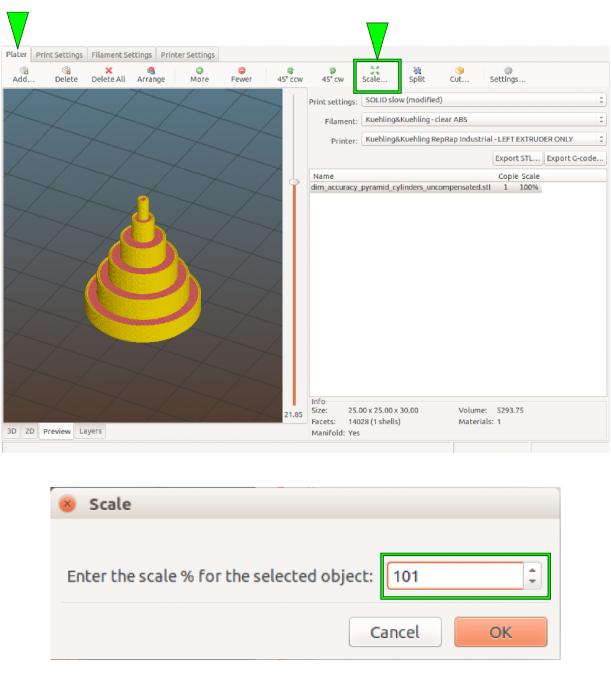 Plater Print Settings Filament Settings Printer Settings
Add... Delete Delete All Arrange More Fewer 45° ccw 45° cw Scale... Split Cut... Settings...
Print settings: SOLID slow (modified)
Filament: Kuehling&Kuehling - clear ABS
Printer: Kuehling&Kuehling RepRap Industrial - LEFT EXTRUDER ONLY
Export STL... Export G-code...
Name Copie Scale
dim_accuracy_pyramid_cylinders_uncompensated.stl 1 100%
Info
21.85 Size: 25.00 x 25.00 x 30.00 Volume: 5293.75
Facets: 14028 (1 shells) Materials: 1
3D 2D Preview Layers Manifold: Yes
Scale
Enter the scale % for the selected object: 101
Cancel OK